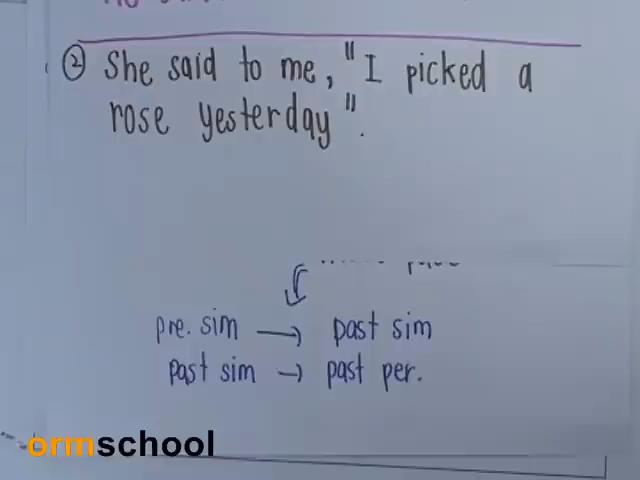 ② She said to me, "I picked a
rose yesterday".
pre. sim → past sim
past sim → past per.
ormschool